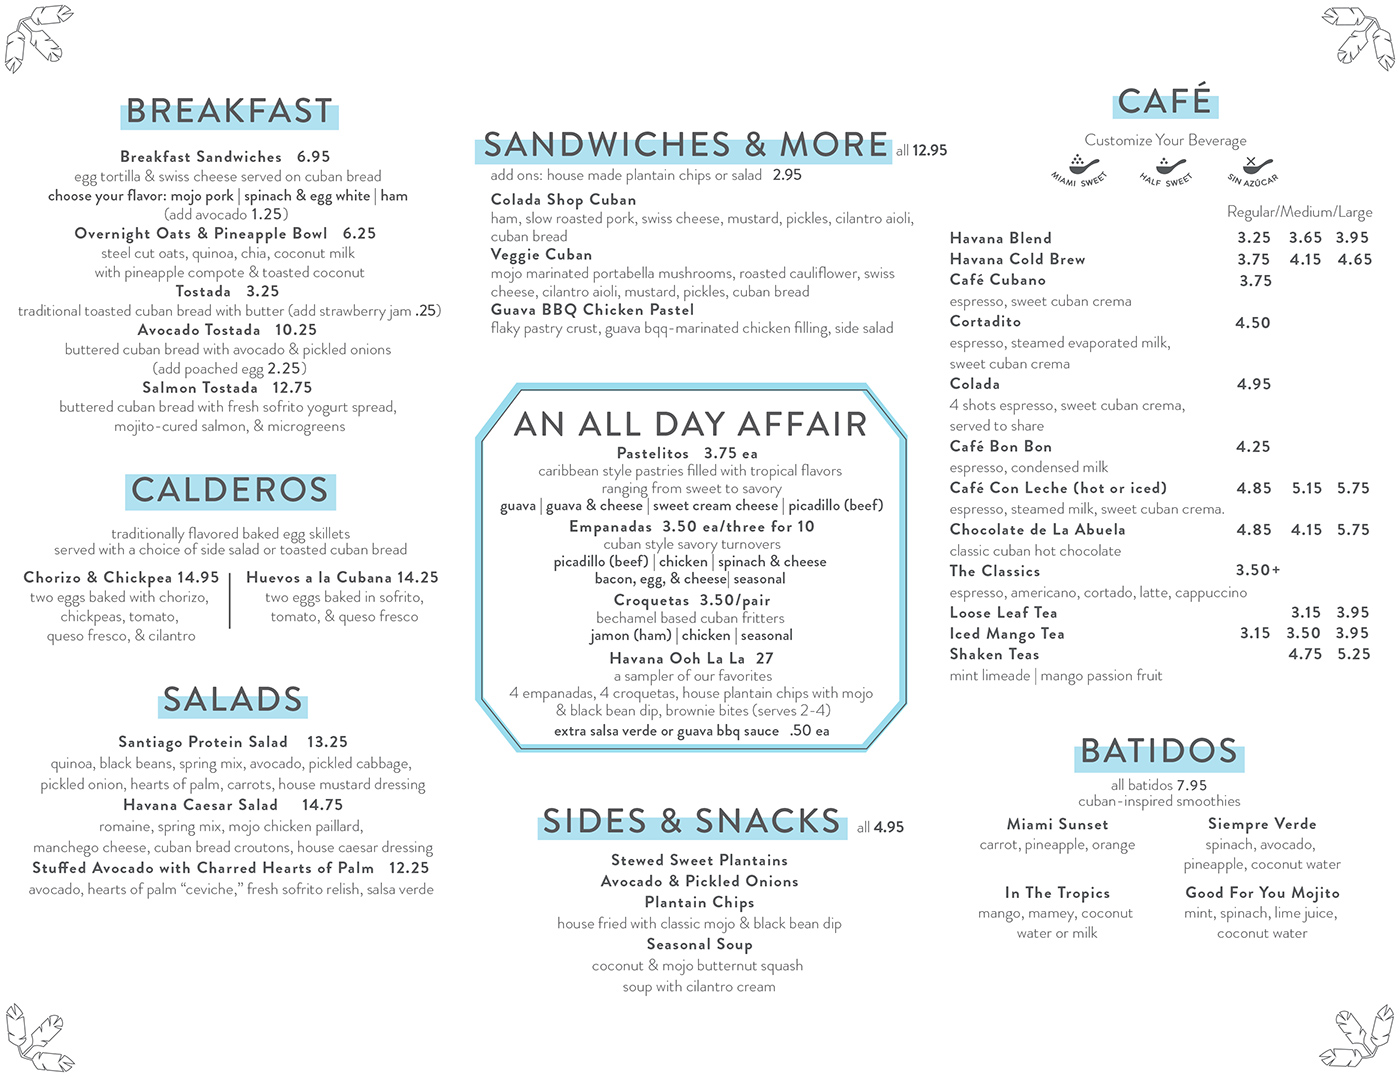 BREAKFAST
Breakfast Sandwiches 6.95
egg tortilla & swiss cheese served on cuban bread
choose your flavor: mojo pork | spinach & egg white | ham
(add avocado 1.25)
Overnight Oats & Pineapple Bowl 6.25
steel cut oats, quinoa, chia, coconut milk
with pineapple compote & toasted coconut
Tostada 3.25
traditional toasted cuban bread with butter (add strawberry jam .25)
Avocado Tostada 10.25
buttered cuban bread with avocado & pickled onions
(add poached egg 2.25)
Salmon Tostada 12.75
buttered cuban bread with fresh sofrito yogurt spread,
mojito-cured salmon, & microgreens
CALDEROS
traditionally flavored baked egg skillets
served with a choice of side salad or toasted cuban bread
Chorizo & Chickpea 14.95
two eggs baked with chorizo,
chickpeas, tomato,
queso fresco, & cilantro
Huevos a la Cubana 14.25
two eggs baked in sofrito,
tomato, & queso fresco
SALADS
Santiago Protein Salad 13.25
quinoa, black beans, spring mix, avocado, pickled cabbage,
pickled onion, hearts of palm, carrots, house mustard dressing
Havana Caesar Salad 14.75
romaine, spring mix, mojo chicken paillard,
manchego cheese, cuban bread croutons, house caesar dressing
Stuffed Avocado with Charred Hearts of Palm 12.25
avocado, hearts of palm “ceviche,” fresh sofrito relish, salsa verde
SANDWICHES & MORE all 12.95
add ons: house made plantain chips or salad 2.95
Colada Shop Cuban
ham, slow roasted pork, swiss cheese, mustard, pickles, cilantro aioli,
cuban bread
Veggie Cuban
mojo marinated portabella mushrooms, roasted cauliflower, swiss
cheese, cilantro aioli, mustard, pickles, cuban bread
Guava BBQ Chicken Pastel
flaky pastry crust, guava bqq-marinated chicken filling, side salad
AN ALL DAY AFFAIR
Pastelitos 3.75 ea
caribbean style pastries filled with tropical flavors
ranging from sweet to savory
guava | guava & cheese | sweet cream cheese | picadillo (beef)
Empanadas 3.50 ea/three for 10
cuban style savory turnovers
picadillo (beef) | chicken | spinach & cheese
bacon, egg, & cheese| seasonal
Croquetas 3.50/pair
bechamel based cuban fritters
jamon (ham) | chicken | seasonal
Havana Ooh La La 27
a sampler of our favorites
4 empanadas, 4 croquetas, house plantain chips with mojo
& black bean dip, brownie bites (serves 2-4)
extra salsa verde or guava bbq sauce .50 ea
SIDES & SNACKS all 4.95
Stewed Sweet Plantains
Avocado & Pickled Onions
Plantain Chips
house fried with classic mojo & black bean dip
Seasonal Soup
coconut & mojo butternut squash
soup with cilantro cream
CAFÉ
Customize Your Beverage
MIAMI SWEET HALF SWEET SIN AZÚCAR
Regular/Medium/Large
Havana Blend 3.25 3.65 3.95
Havana Cold Brew 3.75 4.15 4.65
Café Cubano 3.75
espresso, sweet cuban crema
Cortadito 4.50
espresso, steamed evaporated milk,
sweet cuban crema
Colada 4.95
4 shots espresso, sweet cuban crema,
served to share
Café Bon Bon 4.25
espresso, condensed milk
Café Con Leche (hot or iced) 4.85 5.15 5.75
espresso, steamed milk, sweet cuban crema.
Chocolate de La Abuela 4.85 4.15 5.75
classic cuban hot chocolate
The Classics 3.50+
espresso, americano, cortado, latte, cappuccino
Loose Leaf Tea 3.15 3.95
Iced Mango Tea 3.15 3.50 3.95
Shaken Teas 4.75 5.25
mint limeade | mango passion fruit
BATIDOS
all batidos 7.95
cuban-inspired smoothies
Miami Sunset
carrot, pineapple, orange
Siempre Verde
spinach, avocado,
pineapple, coconut water
In The Tropics
mango, mamey, coconut
water or milk
Good For You Mojito
mint, spinach, lime juice,
coconut water